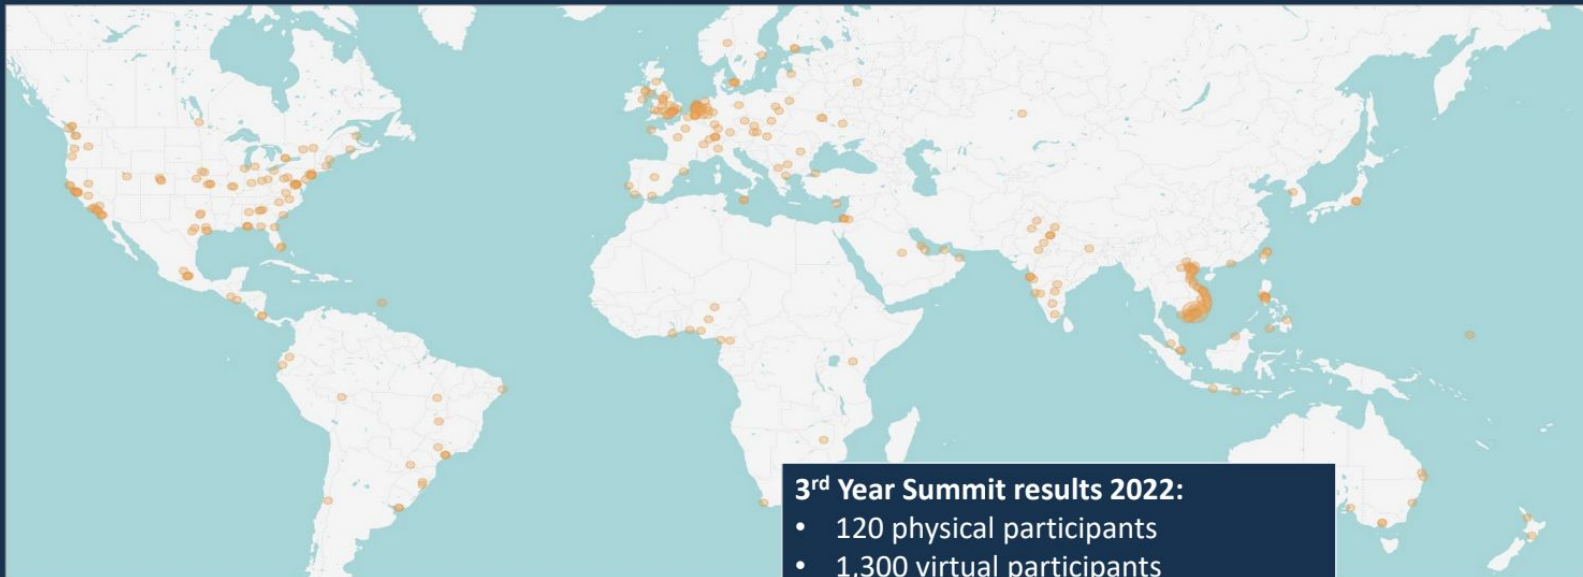 3rd Year Summit results 2022:
• 120 physical participants
• 1,300 virtual participants